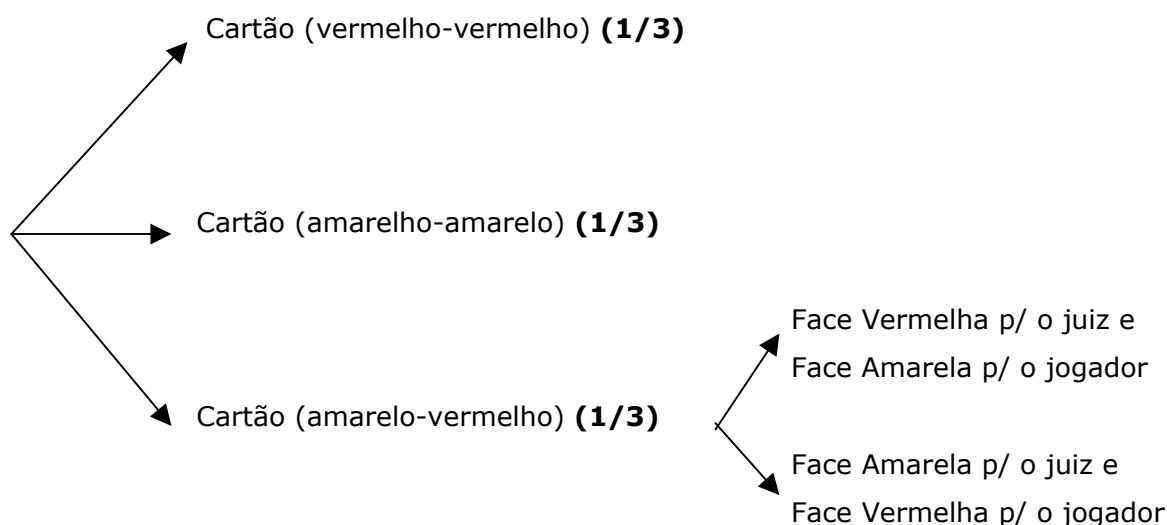 Cartão (vermelho-vermelho) (1/3)
Cartão (amarelho-amarelo) (1/3)
Cartão (amarelo-vermelho) (1/3)
Face Vermelha p/ o juiz e
Face Amarela p/ o jogador
Face Amarela p/ o juiz e
Face Vermelha p/ o jogador